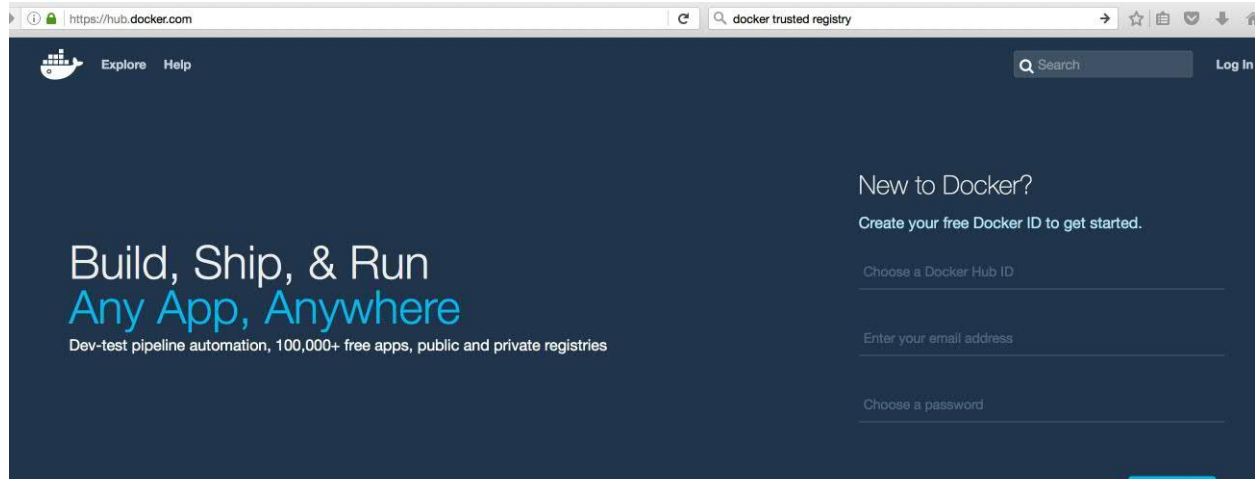 https://hub.docker.com
docker trusted registry
Explore Help
Search
Log In
New to Docker?
Create your free Docker ID to get started.
Choose a Docker Hub ID
Enter your email address
Choose a password
Build, Ship, & Run
Any App, Anywhere
Dev-test pipeline automation, 100,000+ free apps, public and private registries